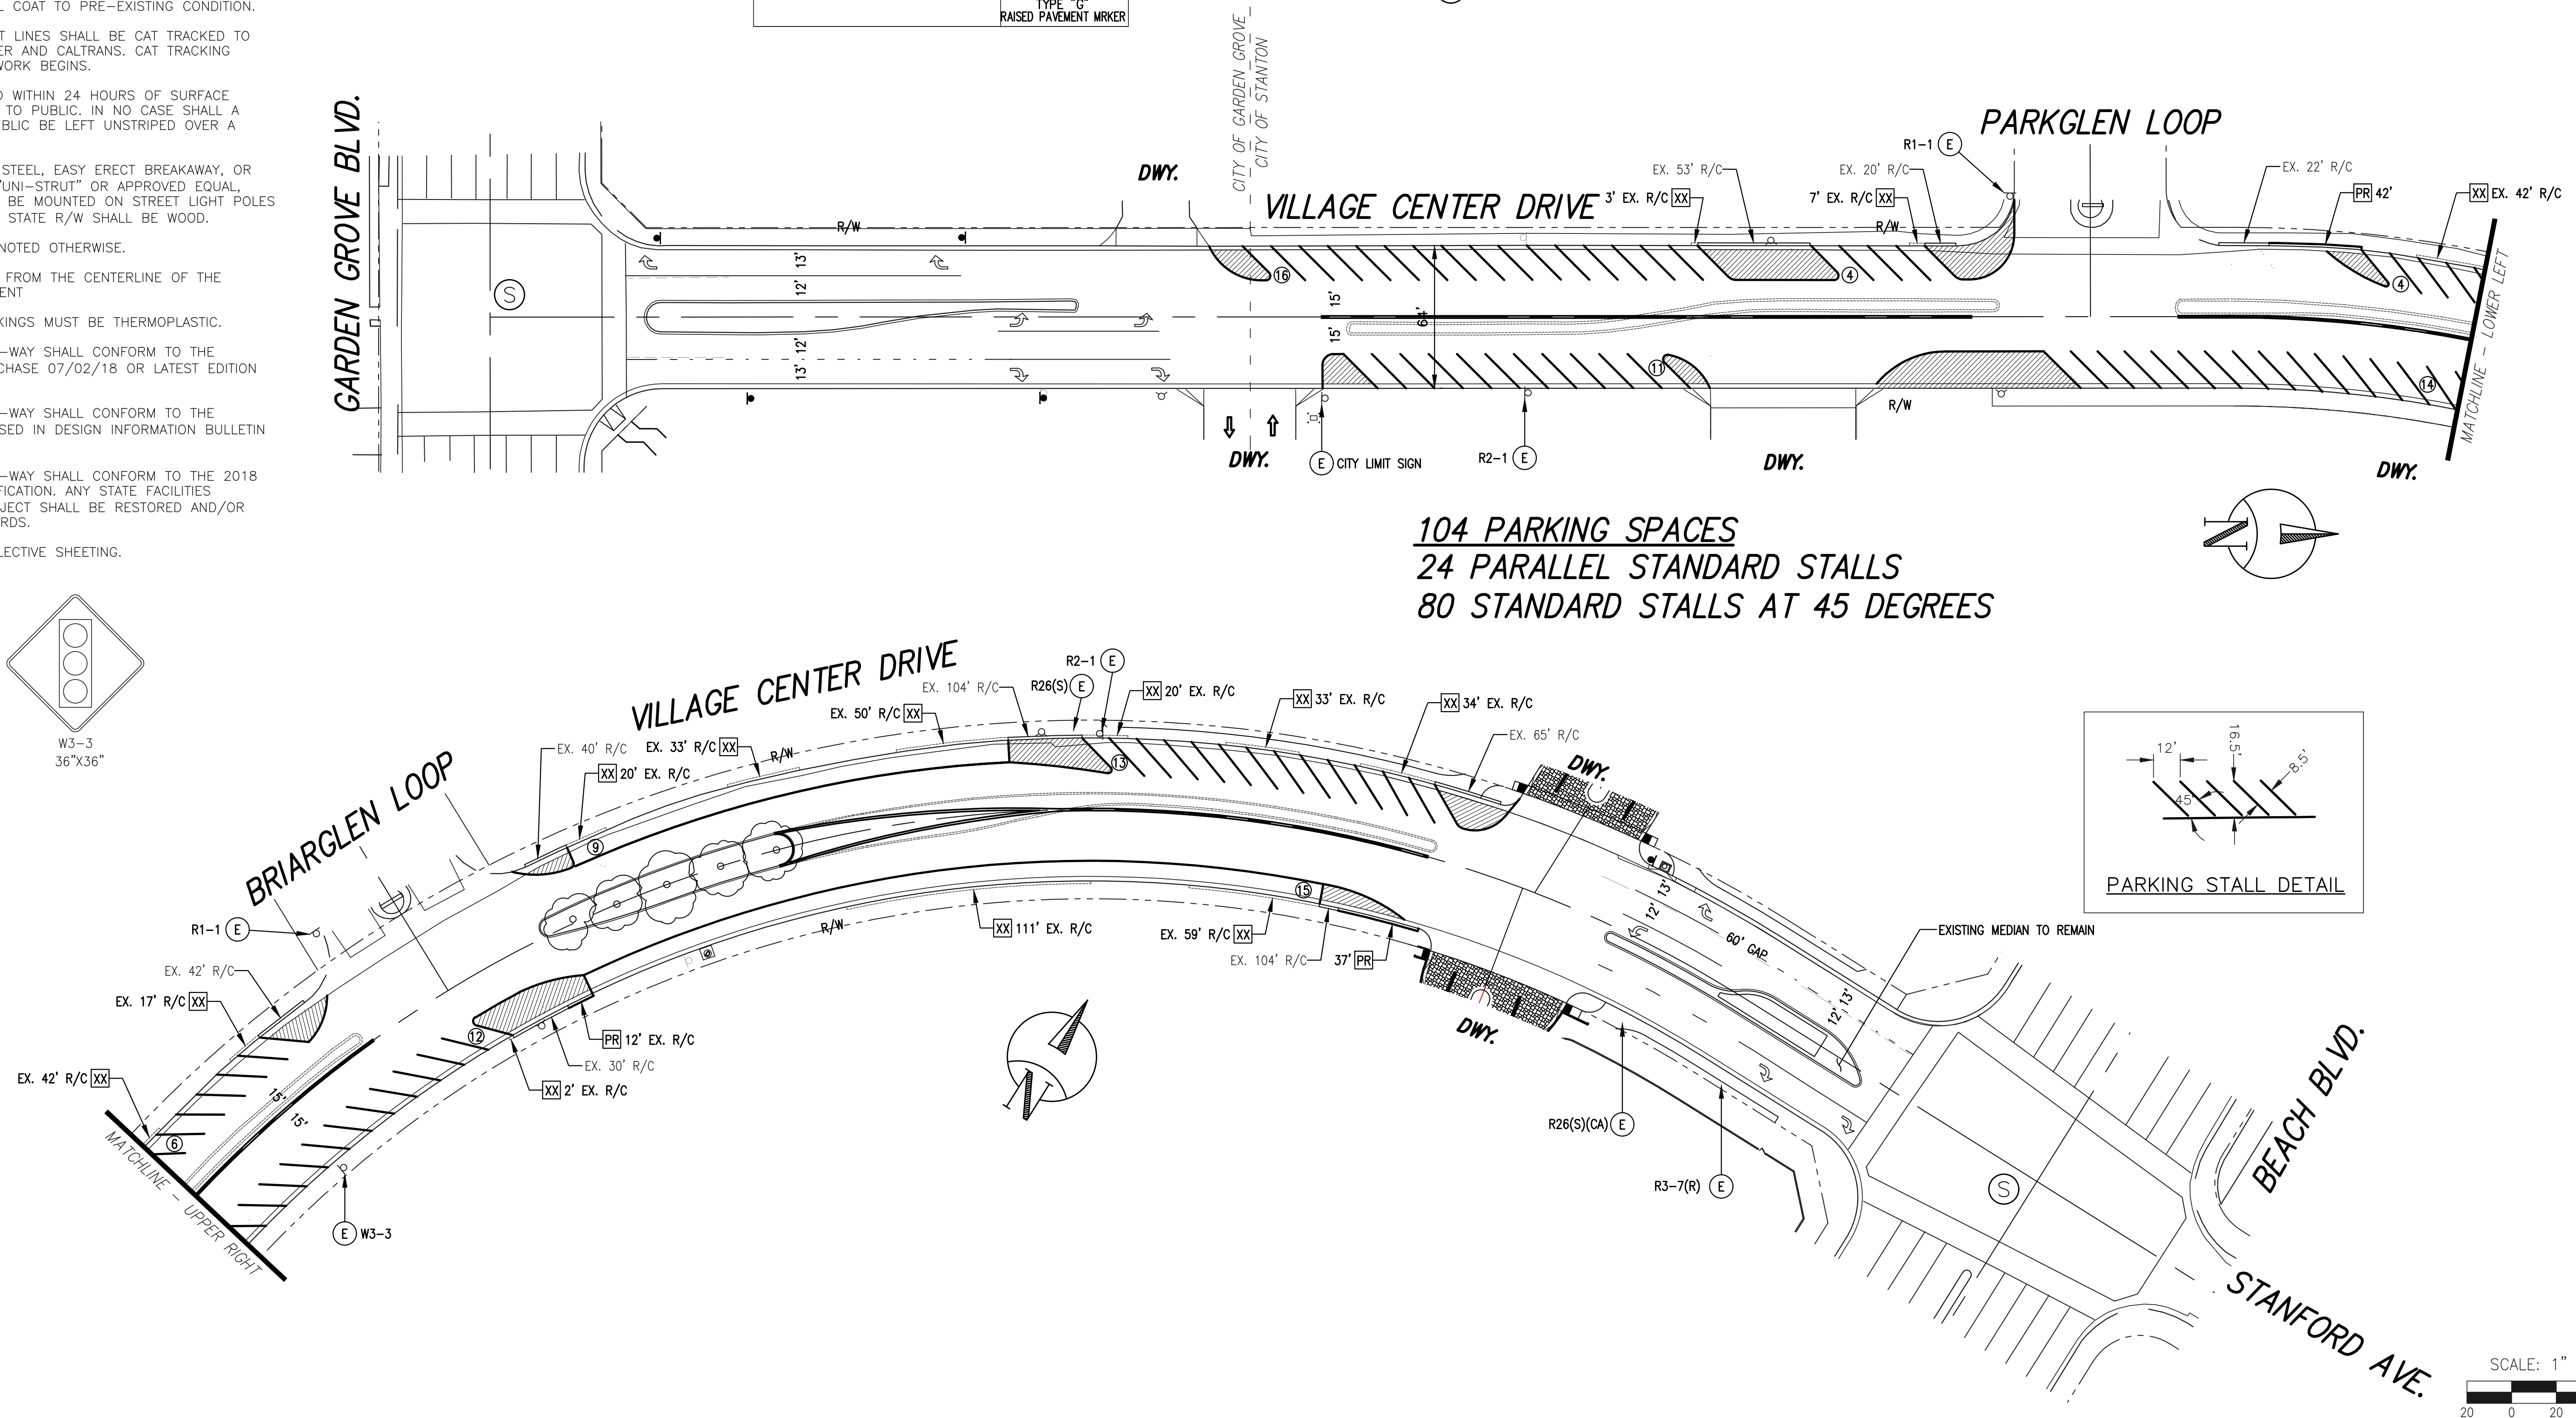 L COAT TO PRE-EXISTING CONDITION.
T LINES SHALL BE CAT TRACKED TO
ER AND CALTRANS. CAT TRACKING
WORK BEGINS.
D WITHIN 24 HOURS OF SURFACE
TO PUBLIC. IN NO CASE SHALL A
BLIC BE LEFT UNSTRIPED OVER A
STEEL, EASY ERECT BREAKAWAY, OR
"UNI-STRUT" OR APPROVED EQUAL,
BE MOUNTED ON STREET LIGHT POLES
STATE R/W SHALL BE WOOD.
NOTED OTHERWISE.
FROM THE CENTERLINE OF THE
ENT
KINGS MUST BE THERMOPLASTIC.
-WAY SHALL CONFORM TO THE
CHASE 07/02/18 OR LATEST EDITION
-WAY SHALL CONFORM TO THE
SED IN DESIGN INFORMATION BULLETIN
-WAY SHALL CONFORM TO THE 2018
FICATION. ANY STATE FACILITIES
JECT SHALL BE RESTORED AND/OR
RDS.
LECTIVE SHEETING.
W3-3
36"X36"
TYPE "G"
RAISED PAVEMENT MRKER
GARDEN GROVE BLVD.
S
R/W
13'
12'
12'
13'
DWY.
CITY OF GARDEN GROVE
CITY OF STANTON
VILLAGE CENTER DRIVE
16
15'
15'
64'
3' EX. R/C XX
EX. 53' R/C
7' EX. R/C XX
EX. 20' R/C
R/W
R1-1 E
PARKGLEN LOOP
EX. 22' R/C
PR 42'
XX EX. 42' R/C
4
4
11
14
MATCHLINE - LOWER LEFT
R/W
DWY.
E CITY LIMIT SIGN
R2-1 E
DWY.
DWY.
N
104 PARKING SPACES
24 PARALLEL STANDARD STALLS
80 STANDARD STALLS AT 45 DEGREES
VILLAGE CENTER DRIVE
BRIARGLEN LOOP
R2-1 E
R26(S) E
EX. 104' R/C
XX 20' EX. R/C
EX. 50' R/C XX
XX 33' EX. R/C
XX 34' EX. R/C
EX. 40' R/C
EX. 33' R/C XX
R/W
EX. 65' R/C
XX 20' EX. R/C
13
9
DWY.
R1-1 E
EX. 42' R/C
EX. 17' R/C XX
EX. 42' R/C XX
6
15'
15'
12
MATCHLINE - UPPER RIGHT
E W3-3
PR 12' EX. R/C
EX. 30' R/C
XX 2' EX. R/C
R/W
XX 111' EX. R/C
15
EX. 59' R/C XX
EX. 104' R/C
37' PR
DWY.
N
13'
12'
60' GAP
13'
12'
EXISTING MEDIAN TO REMAIN
R26(S)(CA) E
R3-7(R) E
S
BEACH BLVD.
STANFORD AVE.
12'
16.5'
8.5'
45°
PARKING STALL DETAIL
SCALE: 1"
20 0 20